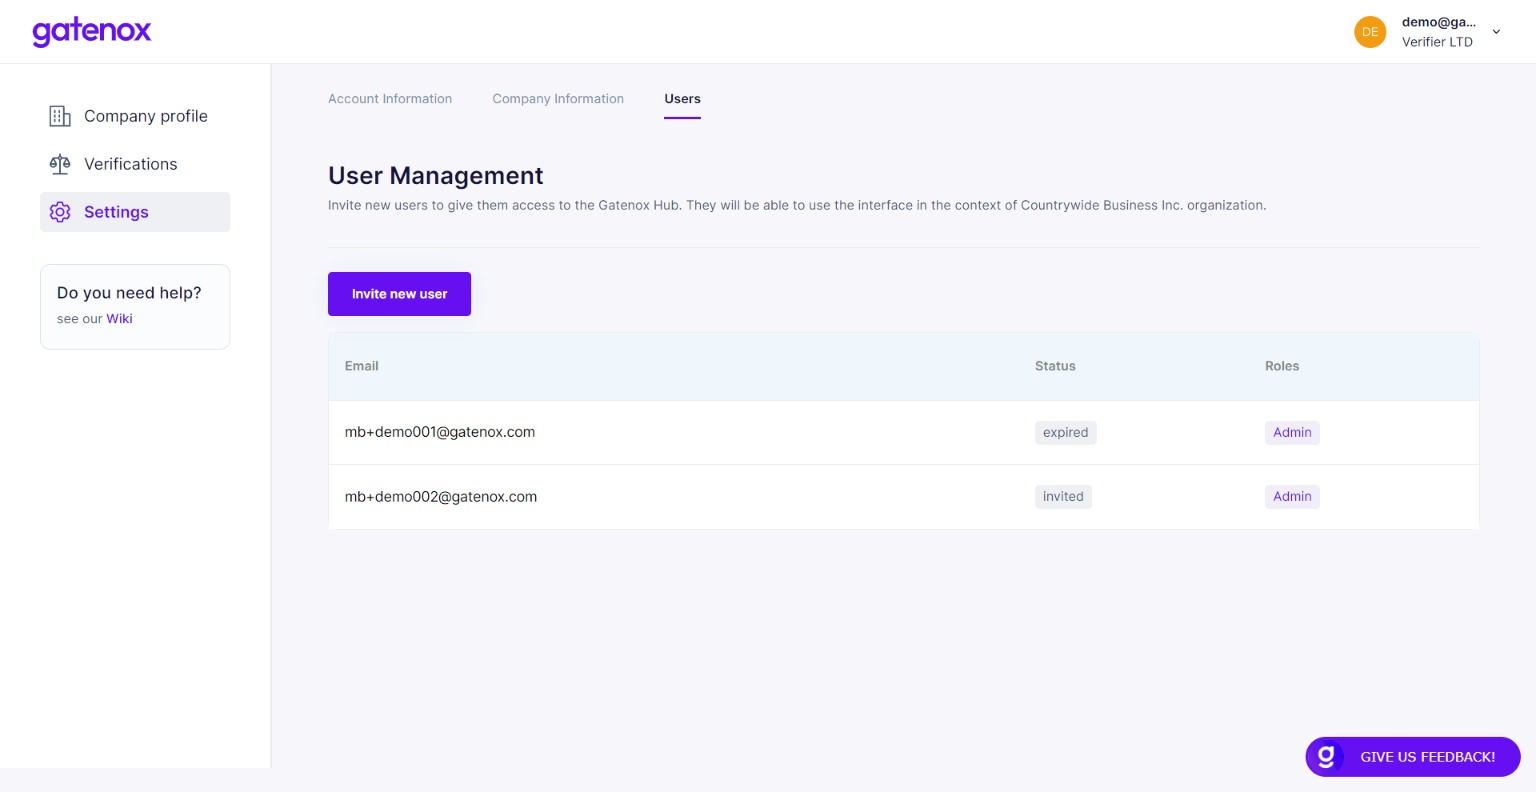 gatenox
DE
demo@ga...
Verifier LTD
Company profile
Verifications
Settings
Do you need help?
see our Wiki
Account Information
Company Information
Users
User Management
Invite new users to give them access to the Gatenox Hub. They will be able to use the interface in the context of Countrywide Business Inc. organization.
Invite new user
Email Status Roles
mb+demo001@gatenox.com expired Admin
mb+demo002@gatenox.com invited Admin
g GIVE US FEEDBACK!